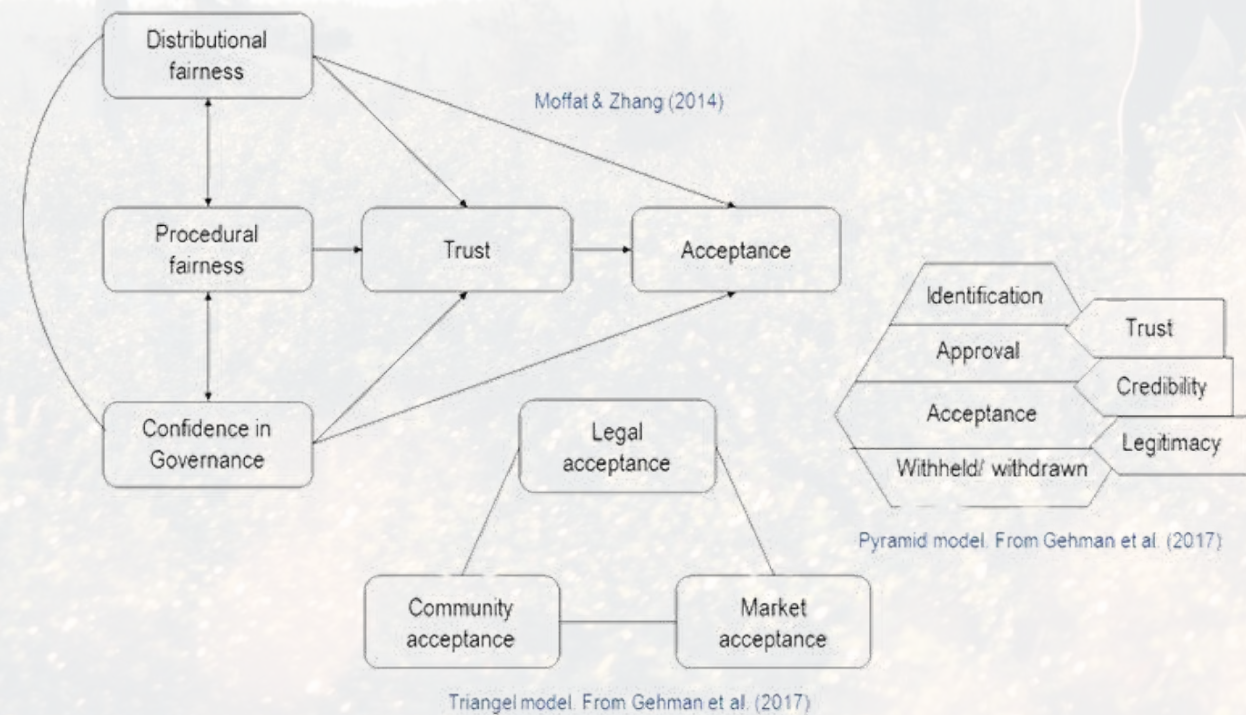 Distributional
fairness
Moffat & Zhang (2014)
Procedural
fairness
Trust
Acceptance
Confidence in
Governance
Identification
Approval
Acceptance
Withheld/ withdrawn
Trust
Credibility
Legitimacy
Pyramid model. From Gehman et al. (2017)
Legal
acceptance
Community
acceptance
Market
acceptance
Triangel model. From Gehman et al. (2017)